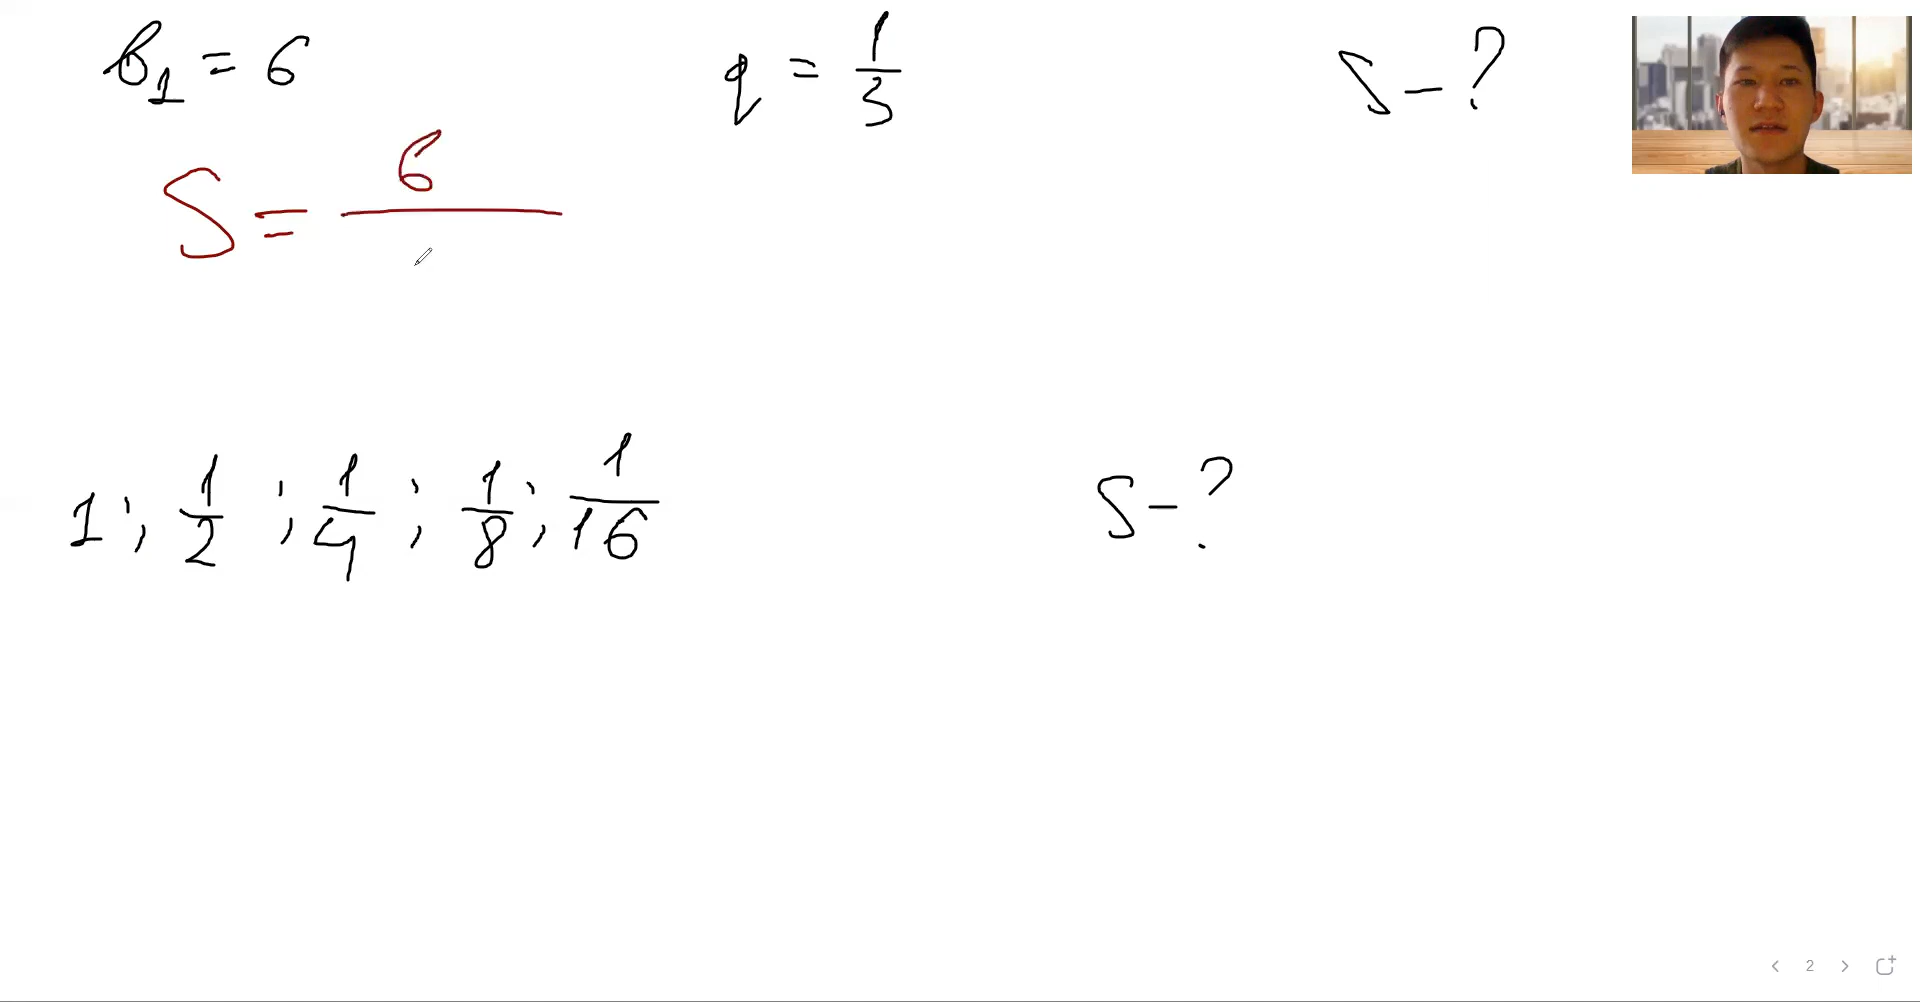 b₁ = 6 q = 1/3 S - ?
S = 6/
1; 1/2; 1/4; 1/8; 1/16 S - ?
2